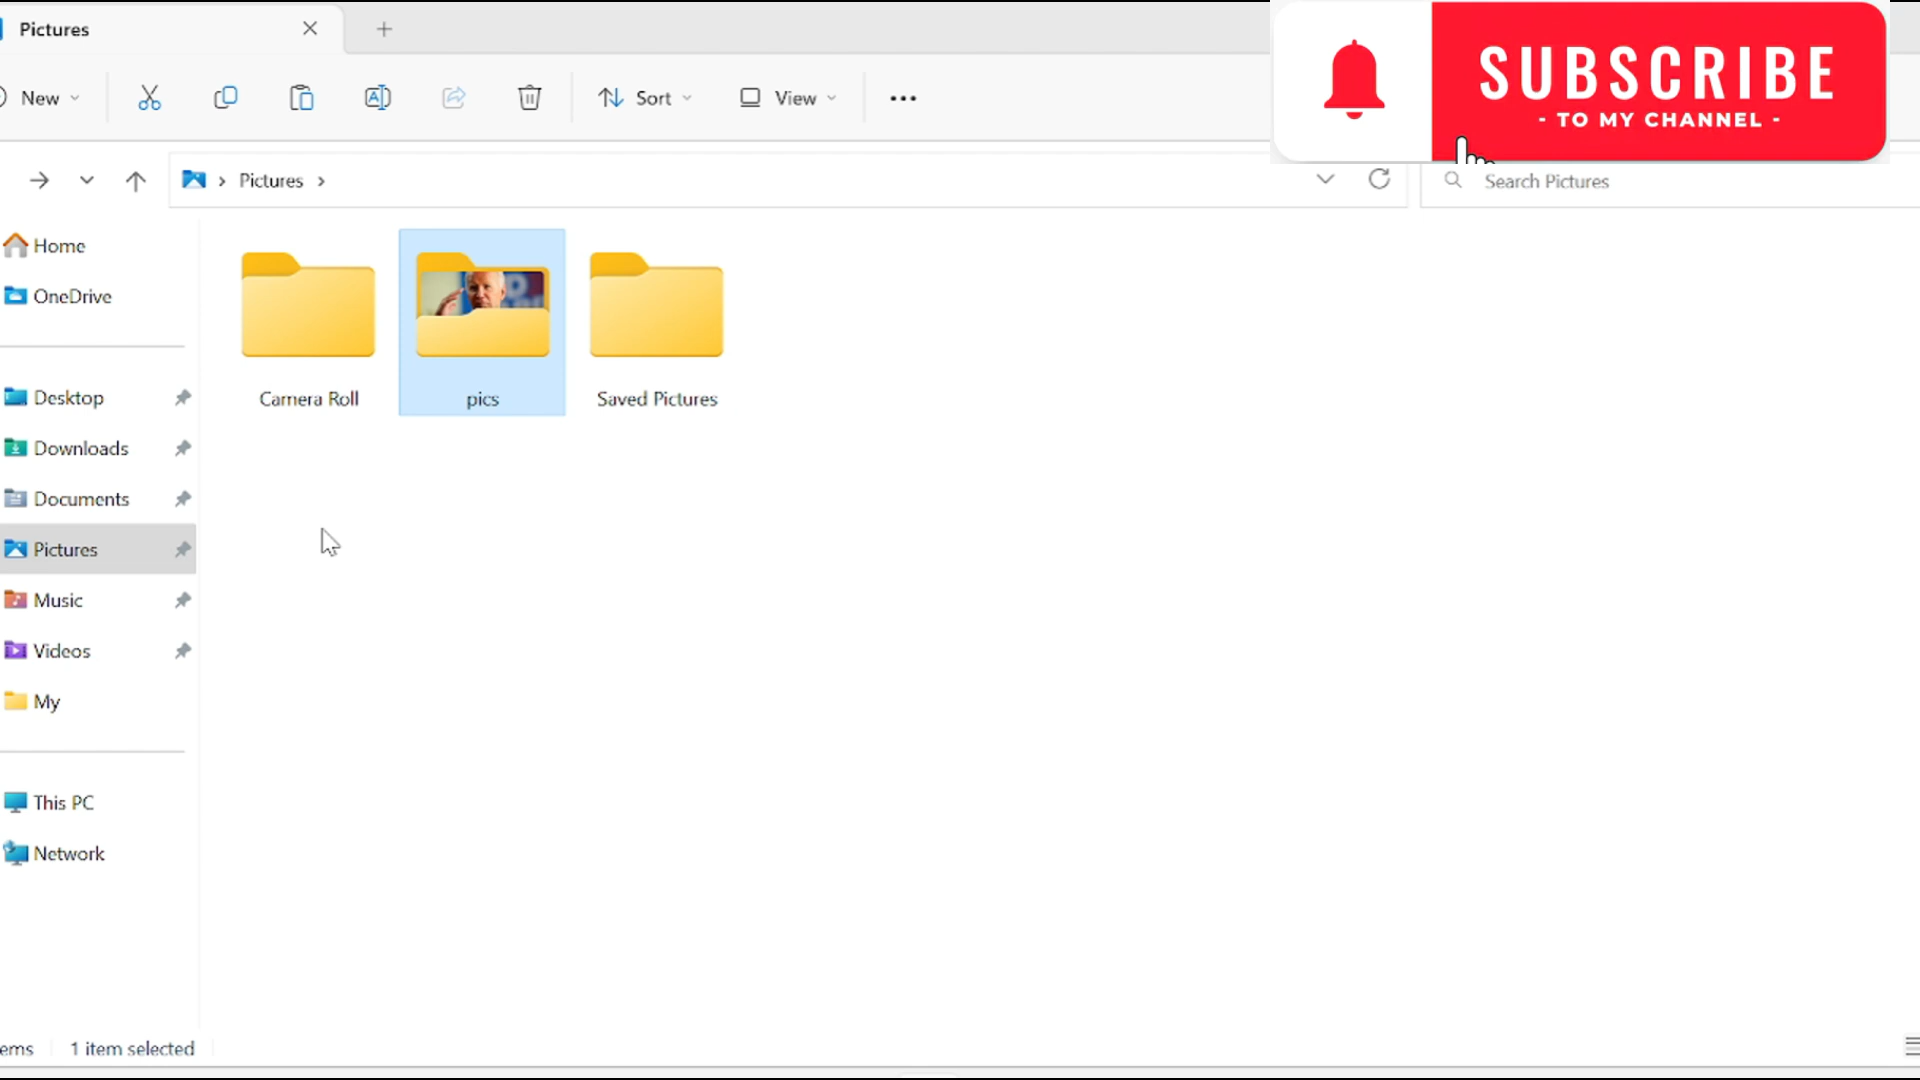 Pictures
SUBSCRIBE
- TO MY CHANNEL -
New
Sort
View
Pictures
Search Pictures
Home
OneDrive
Camera Roll
pics
Saved Pictures
Desktop
Downloads
Documents
Pictures
Music
Videos
My
This PC
Network
ems
1 item selected